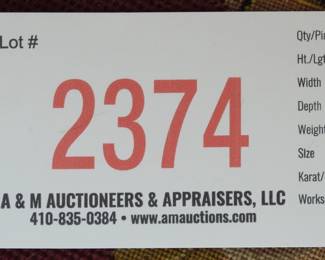 Lot #
2374
A & M AUCTIONEERS & APPRAISERS, LLC
410-835-0384 • www.amauctions.com
Qty/Pi
Ht./Lgt
Width
Depth
Weigh
Size
Karat/
Works